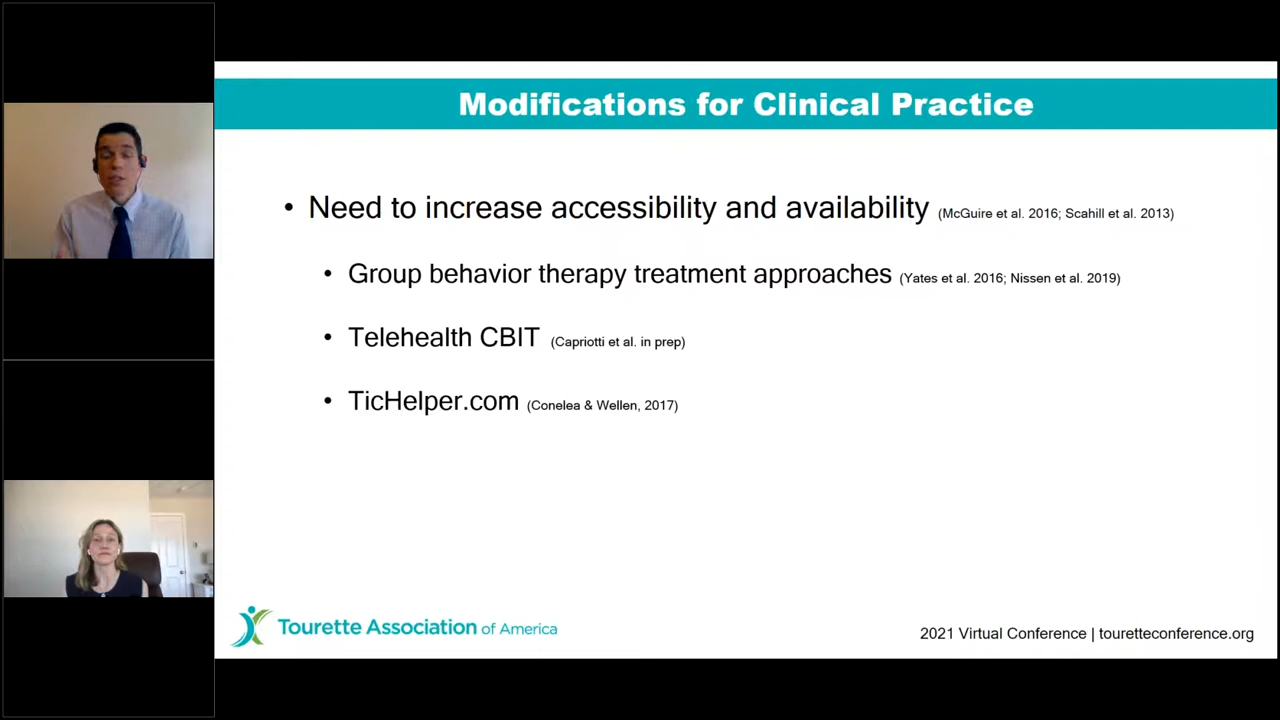 Modifications for Clinical Practice
• Need to increase accessibility and availability (McGuire et al. 2016; Scahill et al. 2013)
• Group behavior therapy treatment approaches (Yates et al. 2016; Nissen et al. 2019)
• Telehealth CBIT (Capriotti et al. in prep)
• TicHelper.com (Conelea & Wellen, 2017)
Tourette Association of America
2021 Virtual Conference | touretteconference.org